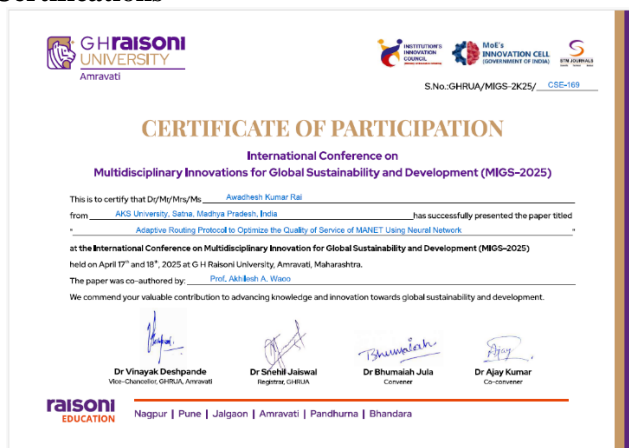 GHRAISONI
UNIVERSITY
Amravati
INSTITUTION'S
INNOVATION
COUNCIL
MoE's
INNOVATION CELL
(GOVERNMENT OF INDIA)
STM JOURNALS
S.No.:GHRUA/MIGS-2K25/ CSE-169
CERTIFICATE OF PARTICIPATION
International Conference on
Multidisciplinary Innovations for Global Sustainability and Development (MIGS-2025)
This is to certify that Dr/Mr/Mrs/Ms Awadhesh Kumar Rai
from AKS University, Satna, Madhya Pradesh, India has successfully presented the paper titled
" Adaptive Routing Protocol to Optimize the Quality of Service of MANET Using Neural Network "
at the International Conference on Multidisciplinary Innovation for Global Sustainability and Development (MIGS-2025)
held on April 17th and 18th, 2025 at G H Raisoni University, Amravati, Maharashtra.
The paper was co-authored by: Prof. Akhilesh A. Waoo
We commend your valuable contribution to advancing knowledge and innovation towards global sustainability and development.
Bhumaiah
Ajay
Dr Vinayak Deshpande
Vice-Chancellor, GHRUA, Amravati
Dr Snehil Jaiswal
Registrar, GHRUA
Dr Bhumaiah Jula
Convener
Dr Ajay Kumar
Co-convener
raisoni
EDUCATION
Nagpur | Pune | Jalgaon | Amravati | Pandhurna | Bhandara